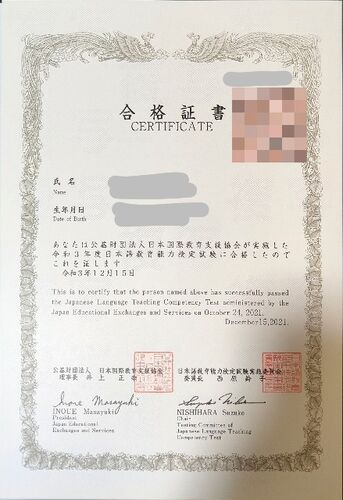 合格証書
CERTIFICATE
氏名
Name
生年月日
Date of Birth
あなたは公益財団法人日本国際教育支援協会が実施した
令和3年度日本語教育能力検定試験に合格したので
これを証します
令和3年12月15日
This is to certify that the person named above has successfully passed
the Japanese Language Teaching Competency Test administered by the
Japan Educational Exchanges and Services on October 24, 2021.
December15,2021.
公益財団法人 日本国際教育支援協会
理事長 井上正幸
日本語教育能力検定試験実施委員会
委員長 西原鈴子
Inoue Masayuki
INOUE Masayuki
President
Japan Educational
Exchanges and Services
NISHIHARA Suzuko
Chair
Testing Committee of
Japanese Language Teaching
Competency Test